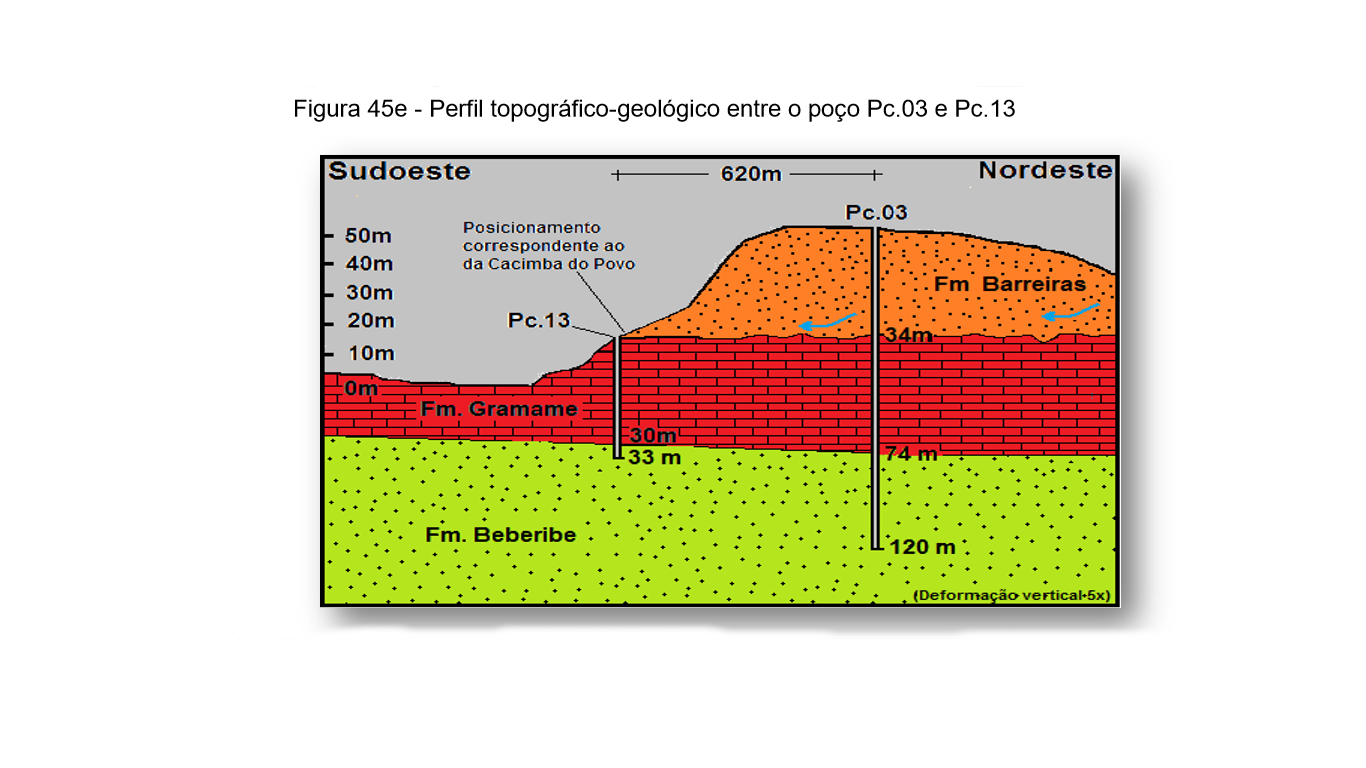 Figura 45e - Perfil topográfico-geológico entre o poço Pc.03 e Pc.13
Sudoeste
620m
Nordeste
Pc.03
Posicionamento
correspondente ao
da Cacimba do Povo
50m
40m
30m
20m
10m
0m
Pc.13
Fm Barreiras
34m
Fm. Gramame
30m
33 m
74 m
Fm. Beberibe
120 m
(Deformação vertical 5x)